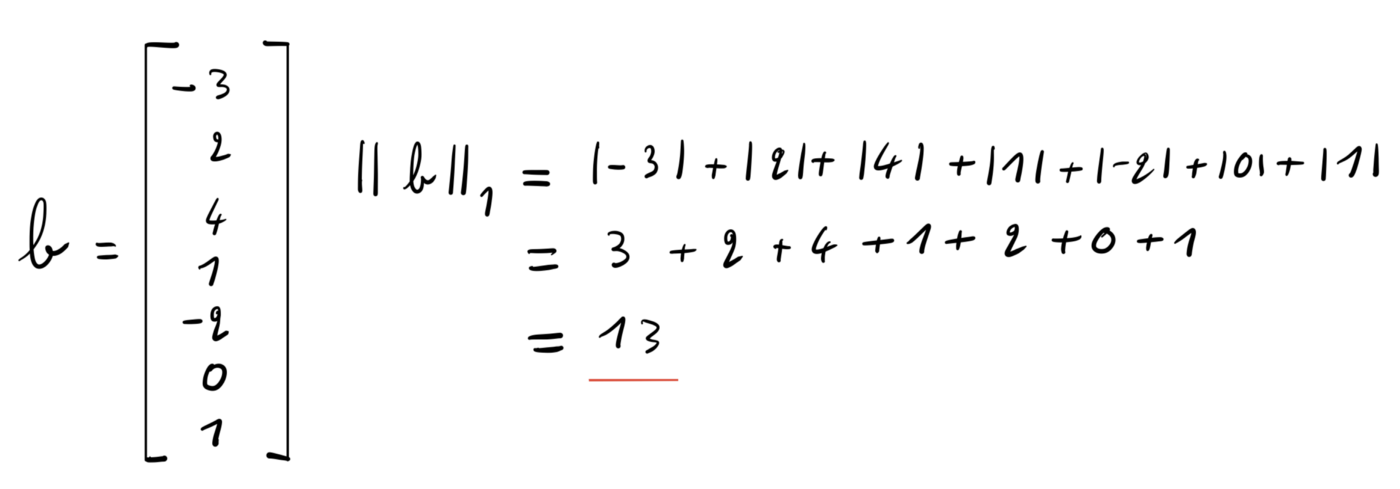 b = [ -3 2 4 1 -2 0 1 ]
||b||₁ = |-3| + |2| + |4| + |1| + |-2| + |0| + |1|
= 3 + 2 + 4 + 1 + 2 + 0 + 1
= 13